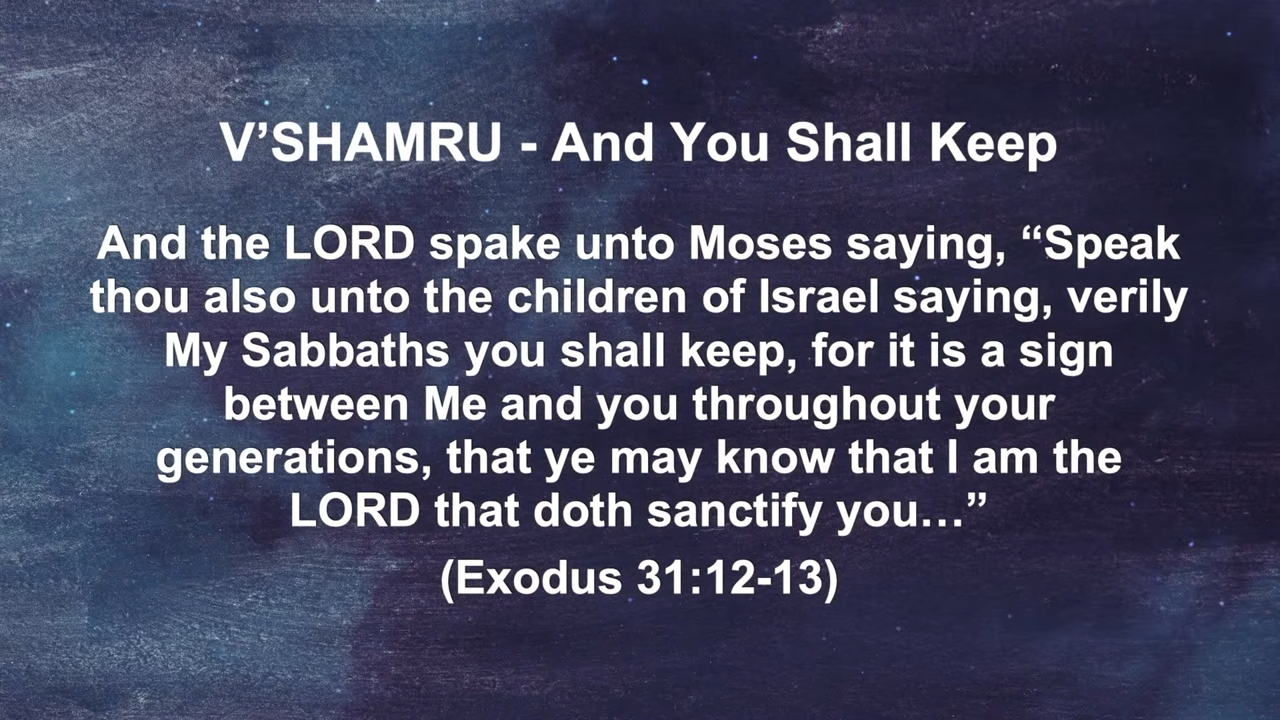 V’SHAMRU - And You Shall Keep
And the LORD spake unto Moses saying, “Speak
thou also unto the children of Israel saying, verily
My Sabbaths you shall keep, for it is a sign
between Me and you throughout your
generations, that ye may know that I am the
LORD that doth sanctify you…”
(Exodus 31:12-13)